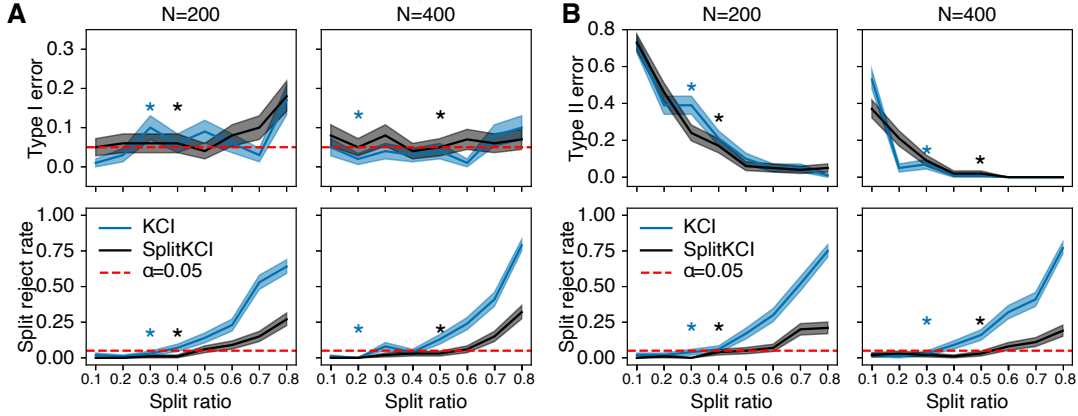 A
N=200
N=400
B
N=200
N=400
Type I error
0.3
0.2
0.1
0.0
*
*
*
*
Type II error
0.8
0.6
0.4
0.2
0.0
*
*
*
*
Split reject rate
1.00
0.75
0.50
0.25
0.00
KCI
SplitKCI
α=0.05
*
*
*
*
0.1 0.2 0.3 0.4 0.5 0.6 0.7 0.8
Split ratio
0.1 0.2 0.3 0.4 0.5 0.6 0.7 0.8
Split ratio
Split reject rate
1.00
0.75
0.50
0.25
0.00
KCI
SplitKCI
α=0.05
*
*
*
*
0.1 0.2 0.3 0.4 0.5 0.6 0.7 0.8
Split ratio
0.1 0.2 0.3 0.4 0.5 0.6 0.7 0.8
Split ratio